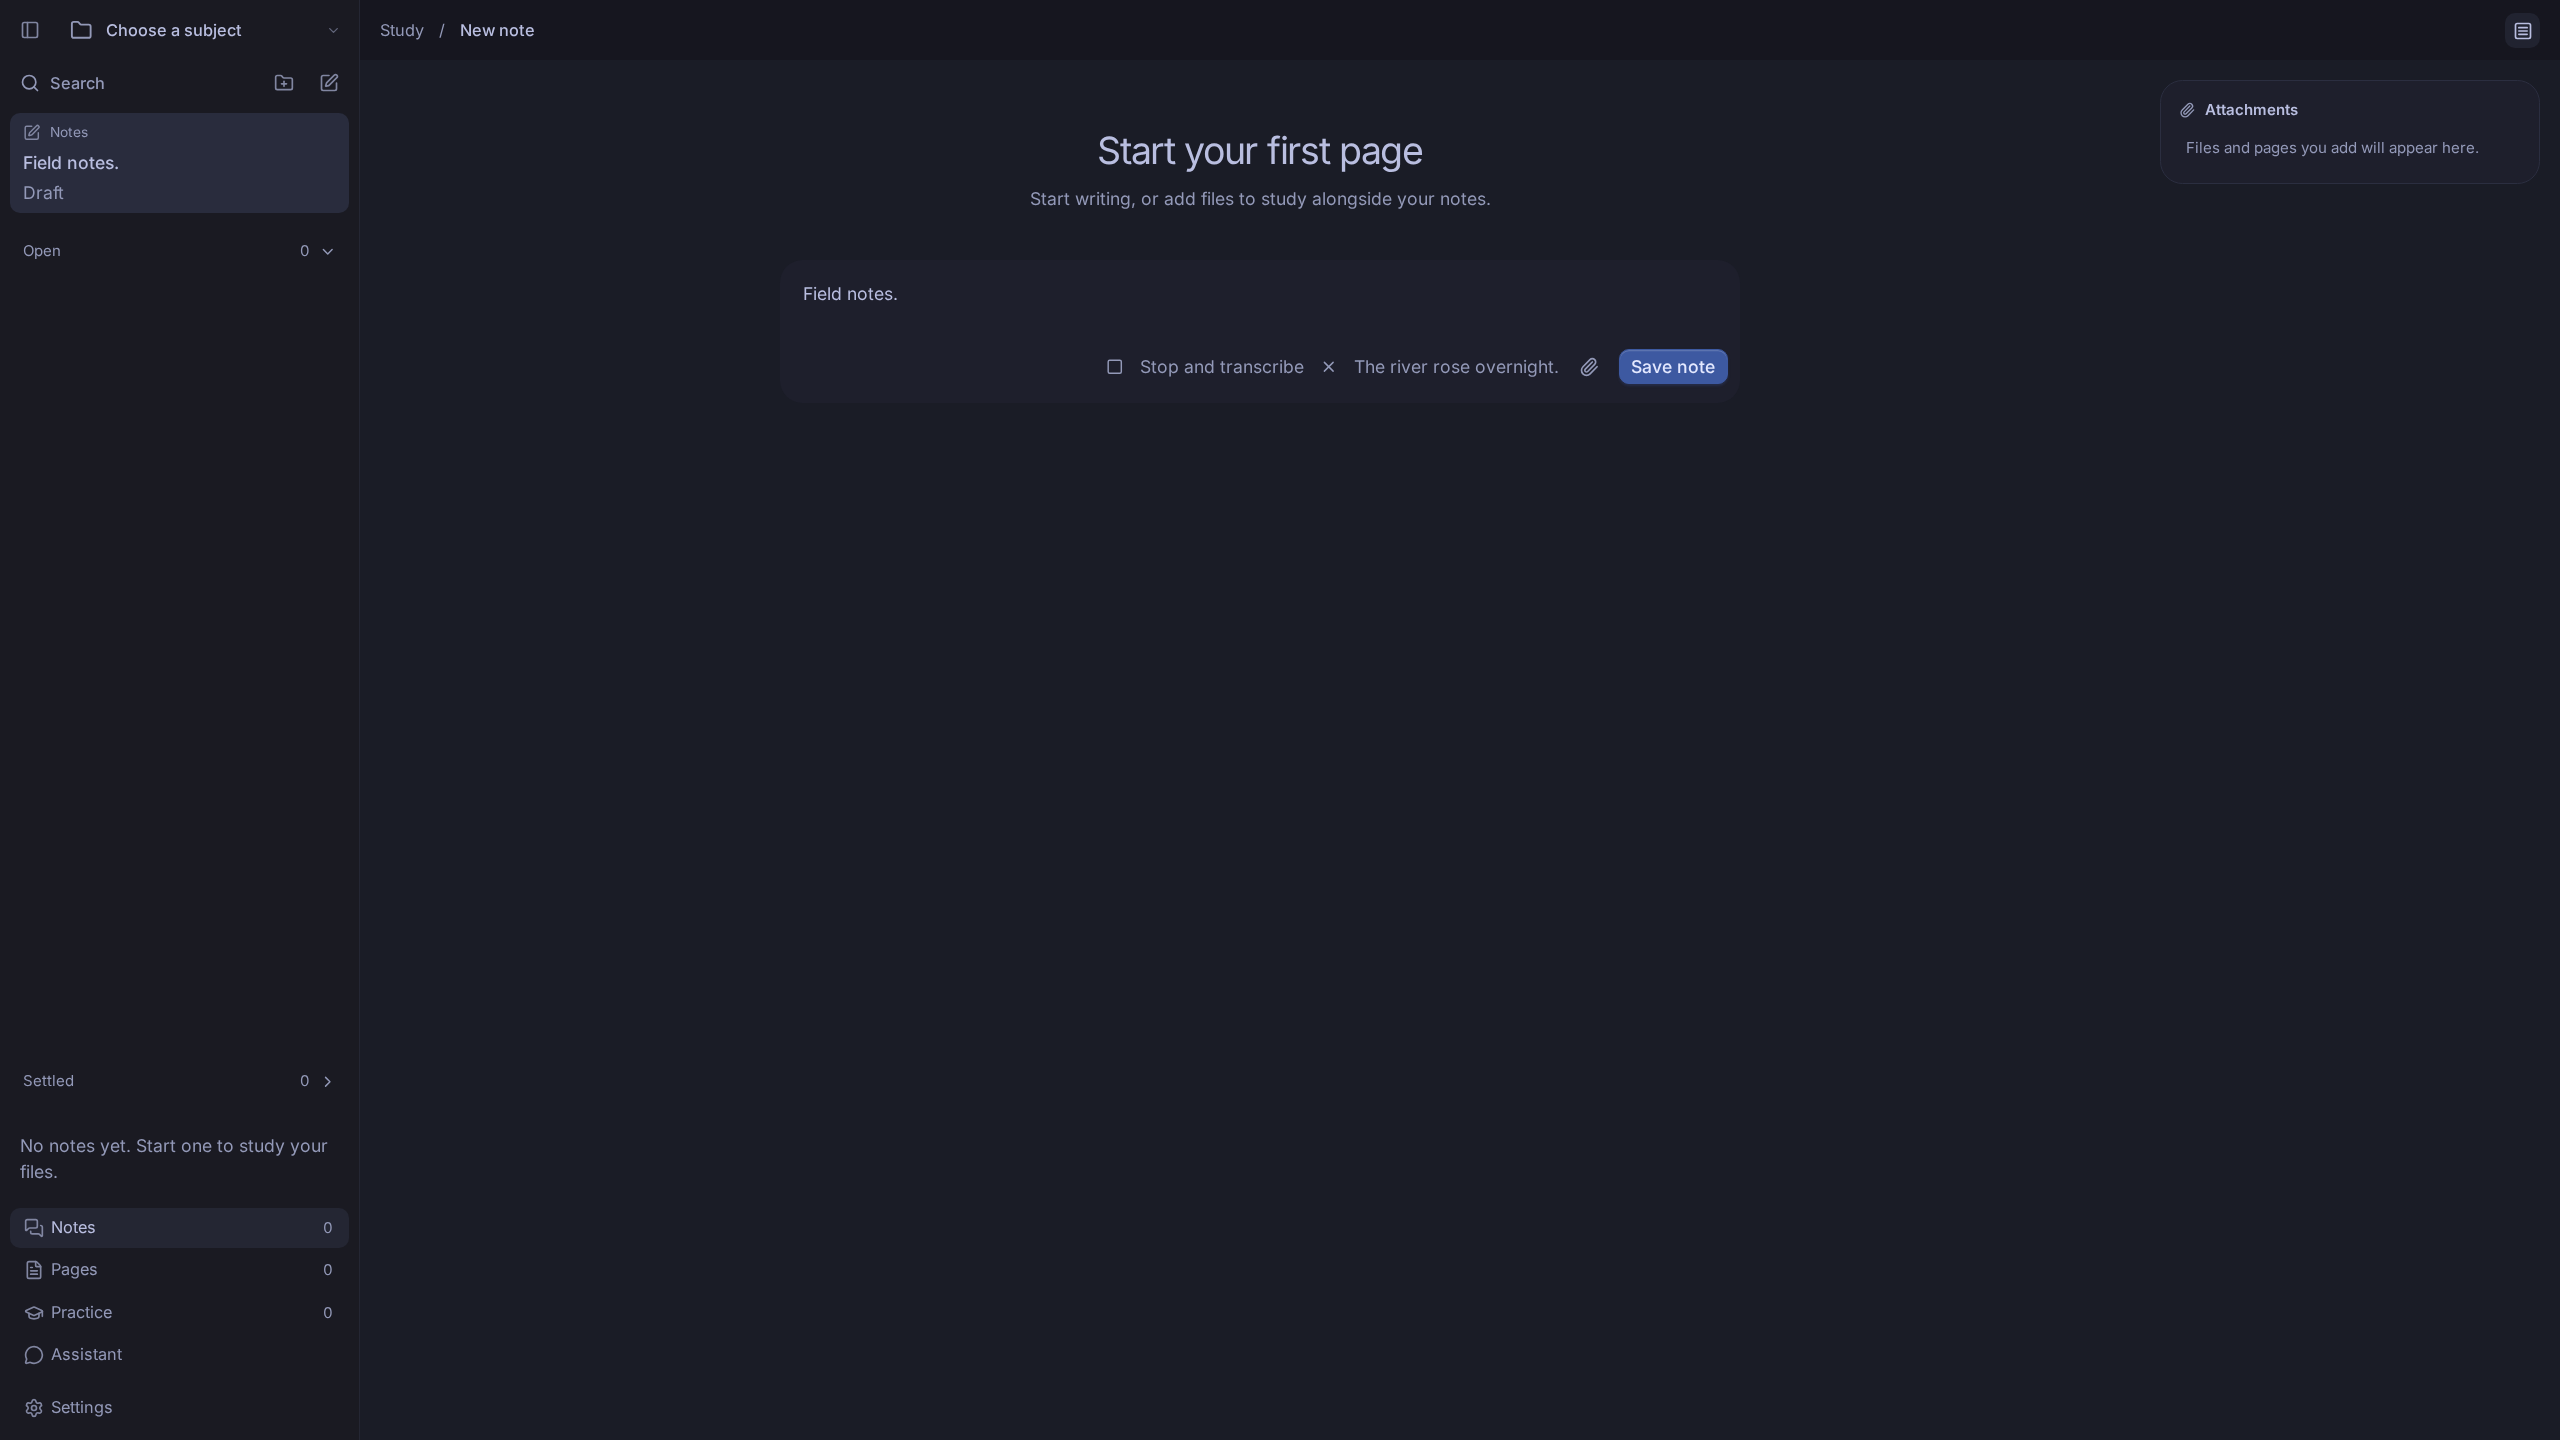 Choose a subject
Search
Notes
Field notes.
Draft
Open 0
Settled 0
No notes yet. Start one to study your
files.
Notes 0
Pages 0
Practice 0
Assistant
Settings
Study / New note
Start your first page
Start writing, or add files to study alongside your notes.
Field notes.
Stop and transcribe The river rose overnight. Save note
Attachments
Files and pages you add will appear here.